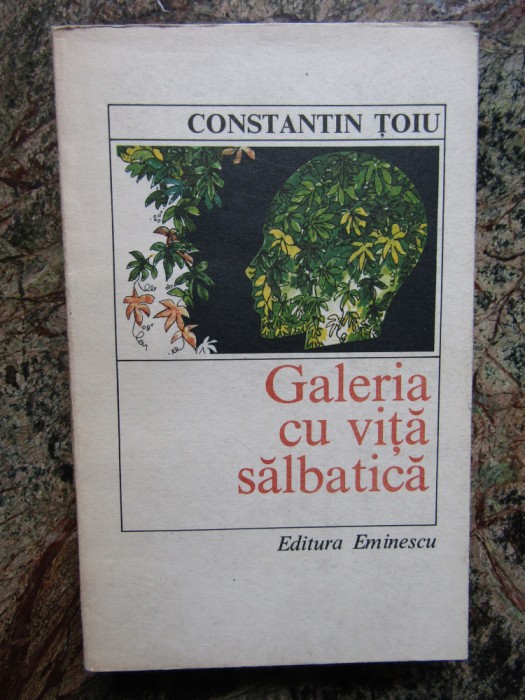 CONSTANTIN ȚOIU
Galeria
cu viță
sălbatică
Editura Eminescu